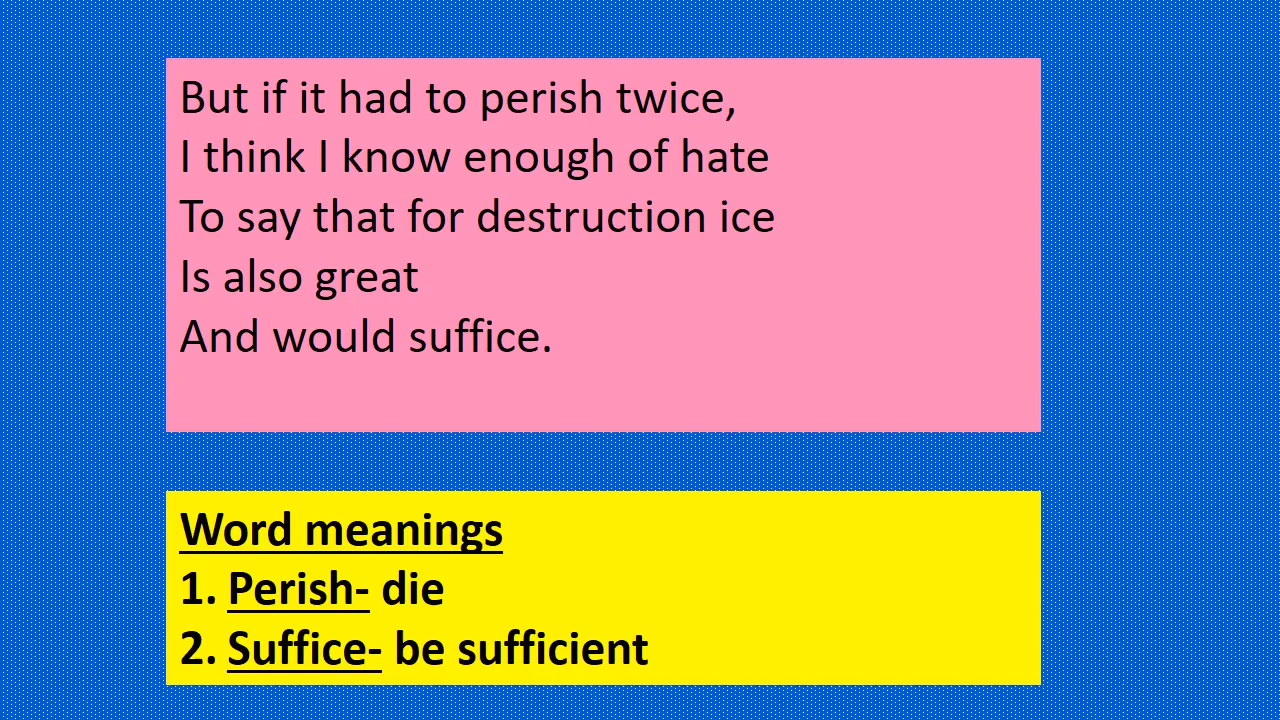 But if it had to perish twice,
I think I know enough of hate
To say that for destruction ice
Is also great
And would suffice.
Word meanings
1. Perish- die
2. Suffice- be sufficient